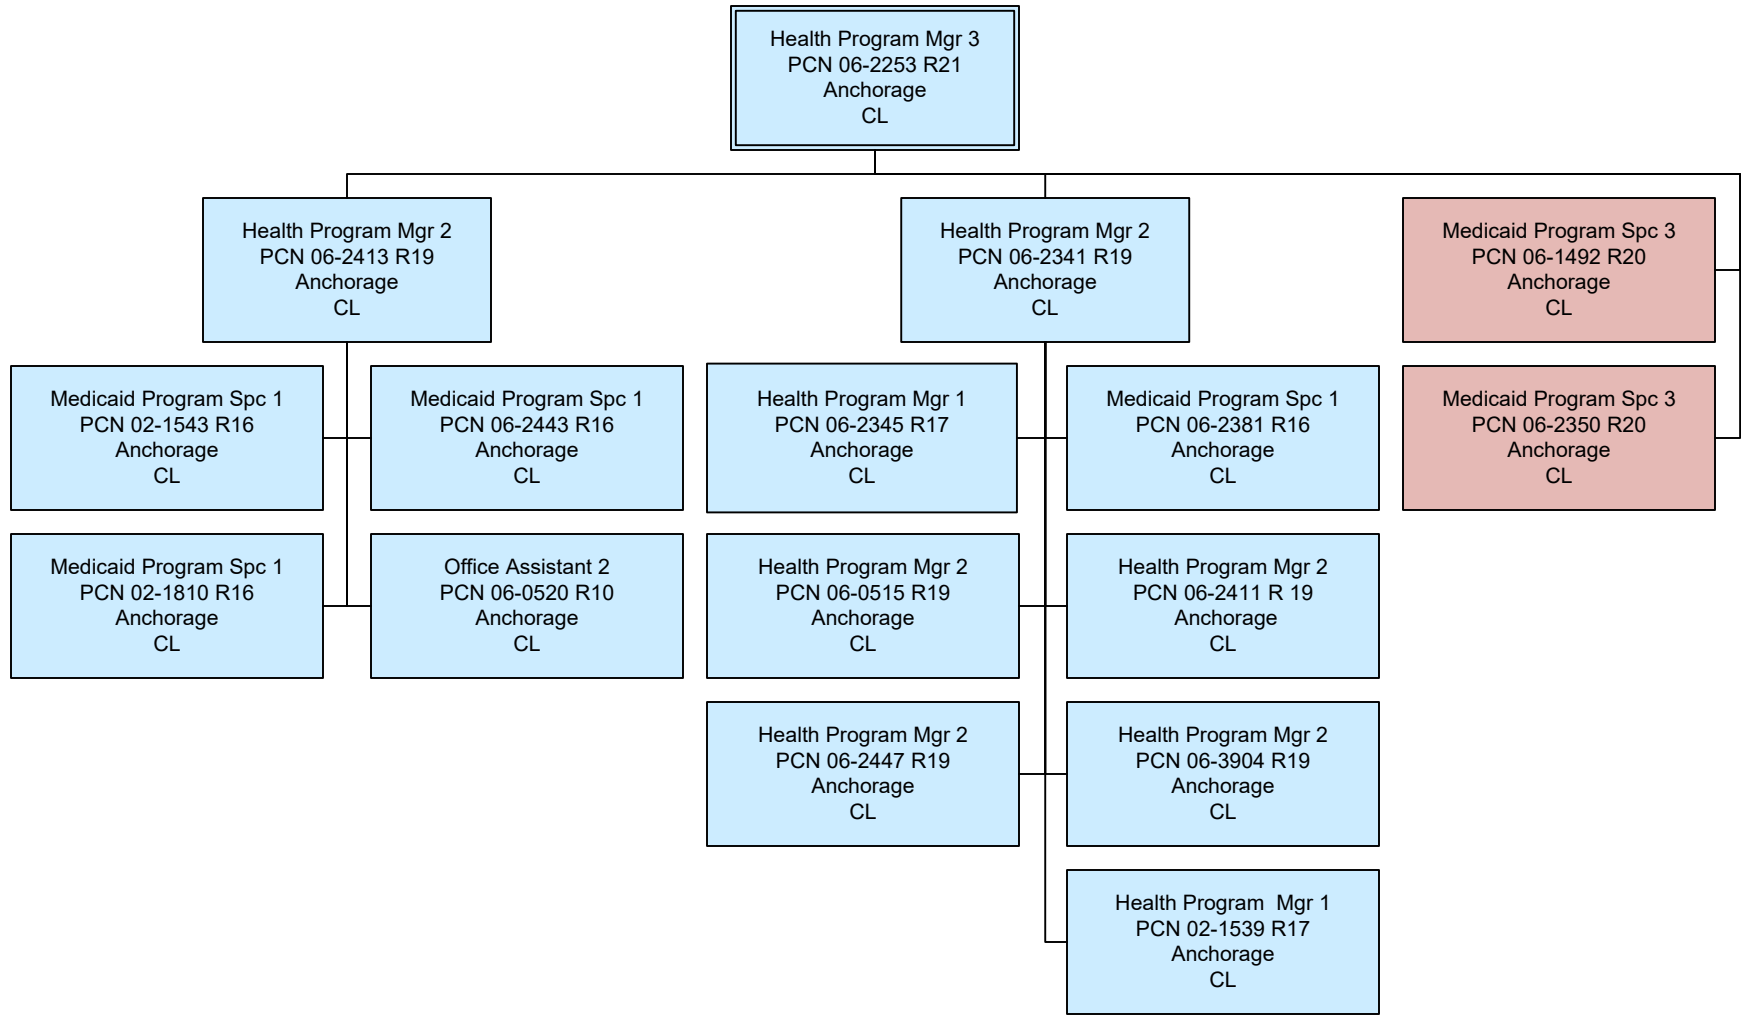 Health Program Mgr 3
PCN 06-2253 R21
Anchorage
CL
Health Program Mgr 2
PCN 06-2413 R19
Anchorage
CL
Health Program Mgr 2
PCN 06-2341 R19
Anchorage
CL
Medicaid Program Spc 3
PCN 06-1492 R20
Anchorage
CL
Medicaid Program Spc 1
PCN 02-1543 R16
Anchorage
CL
Medicaid Program Spc 1
PCN 06-2443 R16
Anchorage
CL
Health Program Mgr 1
PCN 06-2345 R17
Anchorage
CL
Medicaid Program Spc 1
PCN 06-2381 R16
Anchorage
CL
Medicaid Program Spc 3
PCN 06-2350 R20
Anchorage
CL
Medicaid Program Spc 1
PCN 02-1810 R16
Anchorage
CL
Office Assistant 2
PCN 06-0520 R10
Anchorage
CL
Health Program Mgr 2
PCN 06-0515 R19
Anchorage
CL
Health Program Mgr 2
PCN 06-2411 R 19
Anchorage
CL
Health Program Mgr 2
PCN 06-2447 R19
Anchorage
CL
Health Program Mgr 2
PCN 06-3904 R19
Anchorage
CL
Health Program  Mgr 1
PCN 02-1539 R17
Anchorage
CL